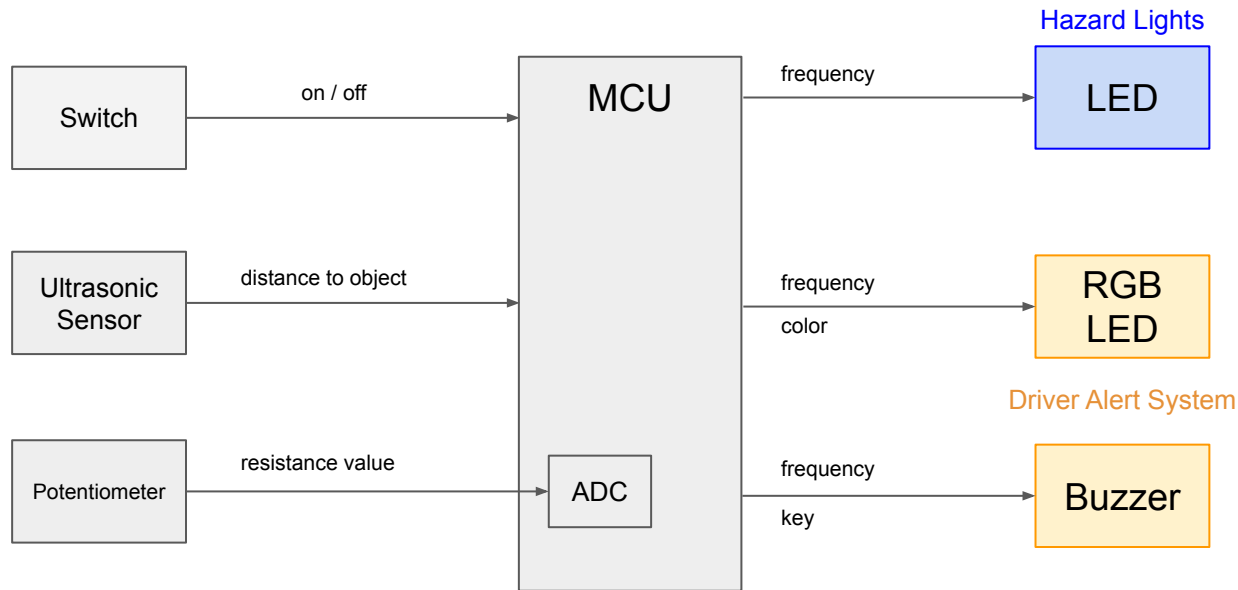 Hazard Lights
Switch
on / off
MCU
frequency
LED
Ultrasonic
Sensor
distance to object
frequency
color
RGB
LED
Driver Alert System
Potentiometer
resistance value
ADC
frequency
key
Buzzer